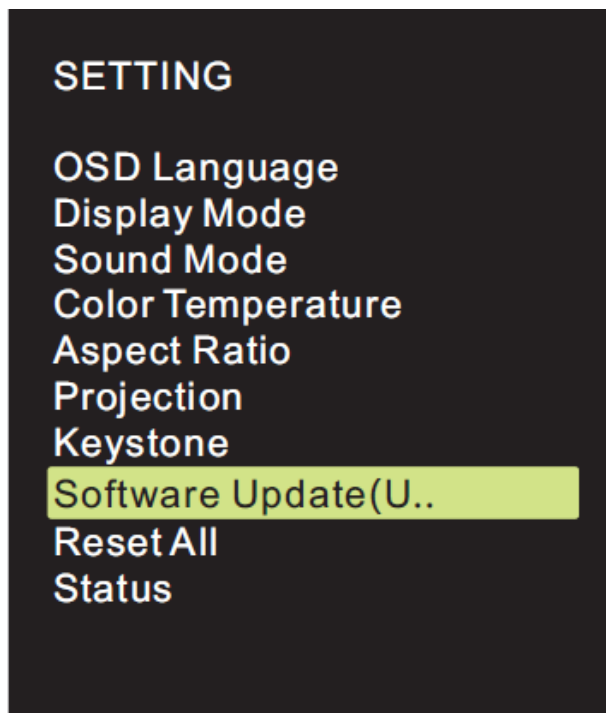 SETTING
OSD Language
Display Mode
Sound Mode
Color Temperature
Aspect Ratio
Projection
Keystone
Software Update(U..
Reset All
Status